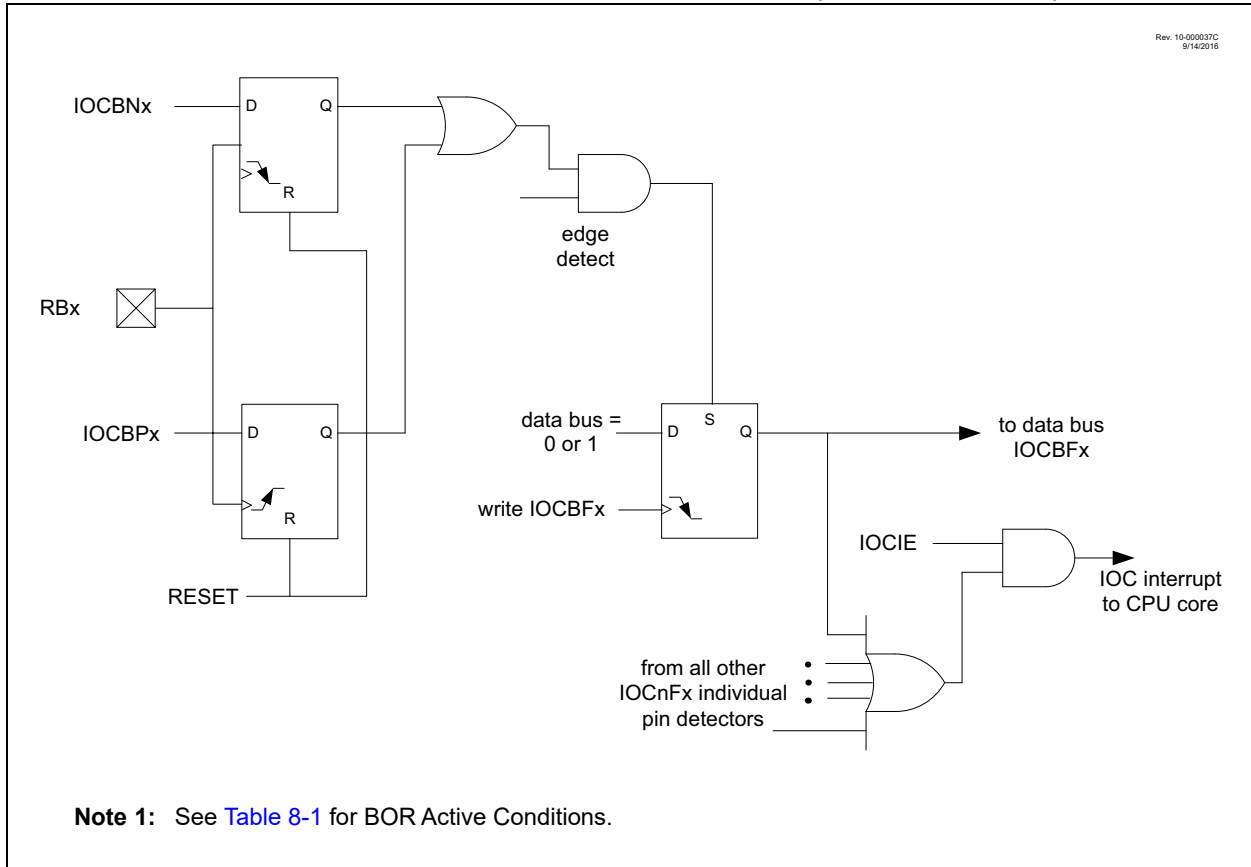 Rev. 10-000037C
9/14/2016
IOCBNx
D
Q
R
edge
detect
RBx
IOCBPx
D
Q
R
RESET
data bus =
0 or 1
D
S
Q
write IOCBFx
to data bus
IOCBFx
IOCIE
IOC interrupt
to CPU core
from all other
IOCnFx individual
pin detectors
Note 1: See Table 8-1 for BOR Active Conditions.